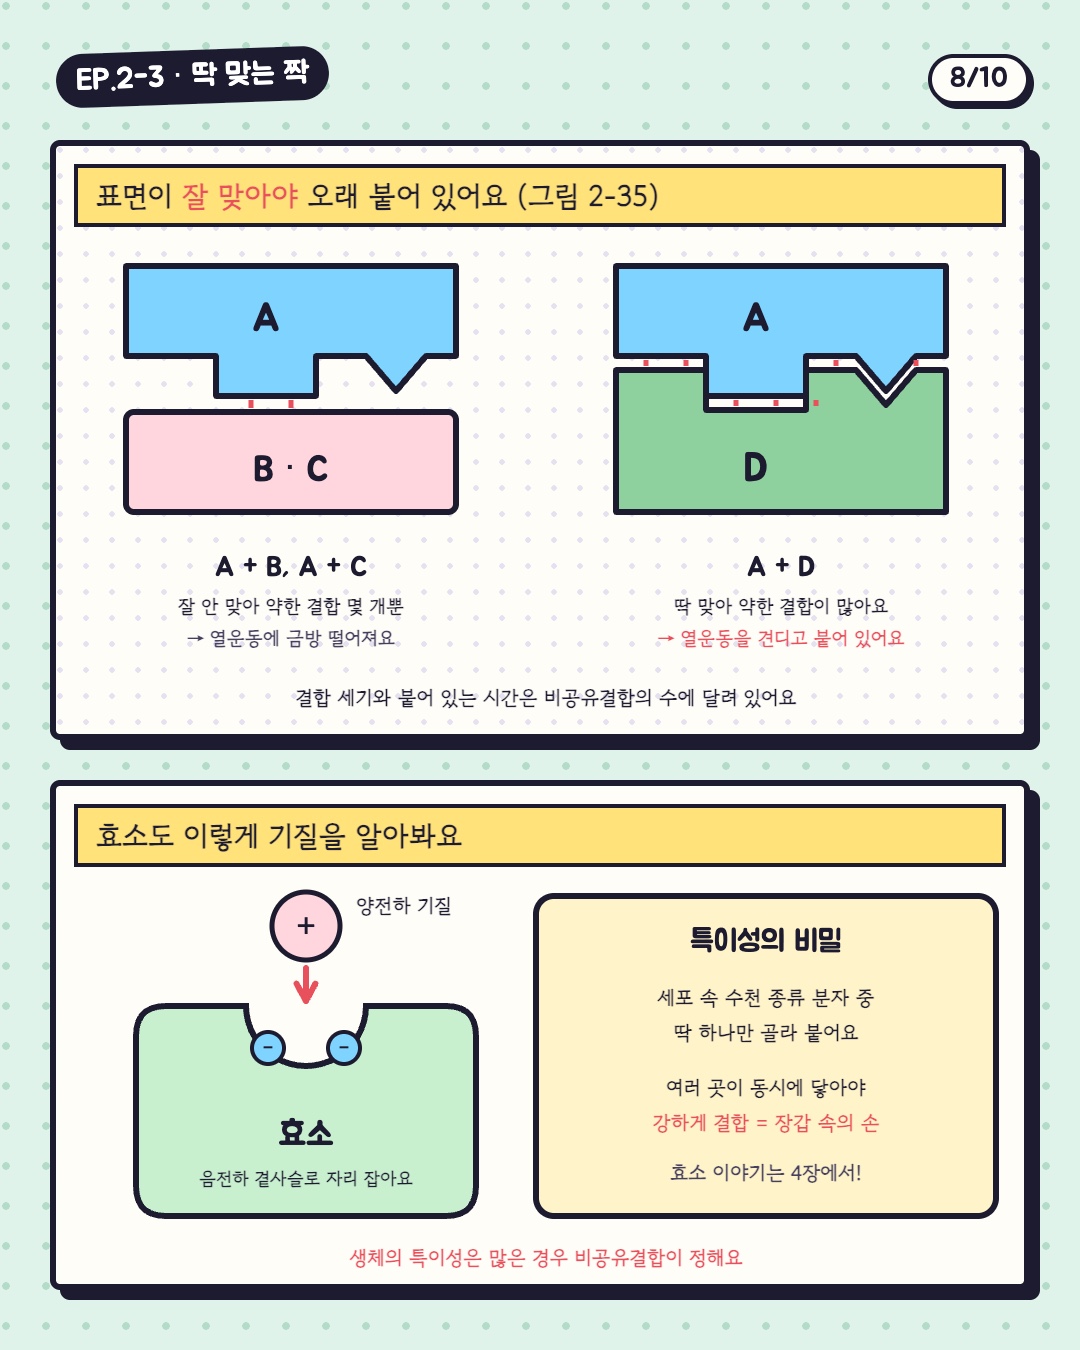 EP.2-3 · 딱 맞는 짝
8/10
표면이 잘 맞아야 오래 붙어 있어요 (그림 2-35)
A
B · C
A
D
A + B, A + C
잘 안 맞아 약한 결합 몇 개뿐
→ 열운동에 금방 떨어져요
A + D
딱 맞아 약한 결합이 많아요
→ 열운동을 견디고 붙어 있어요
결합 세기와 붙어 있는 시간은 비공유결합의 수에 달려 있어요
효소도 이렇게 기질을 알아봐요
+
양전하 기질
−
−
효소
음전하 곁사슬로 자리 잡아요
특이성의 비밀
세포 속 수천 종류 분자 중
딱 하나만 골라 붙어요
여러 곳이 동시에 닿아야
강하게 결합 = 장갑 속의 손
효소 이야기는 4장에서!
생체의 특이성은 많은 경우 비공유결합이 정해요